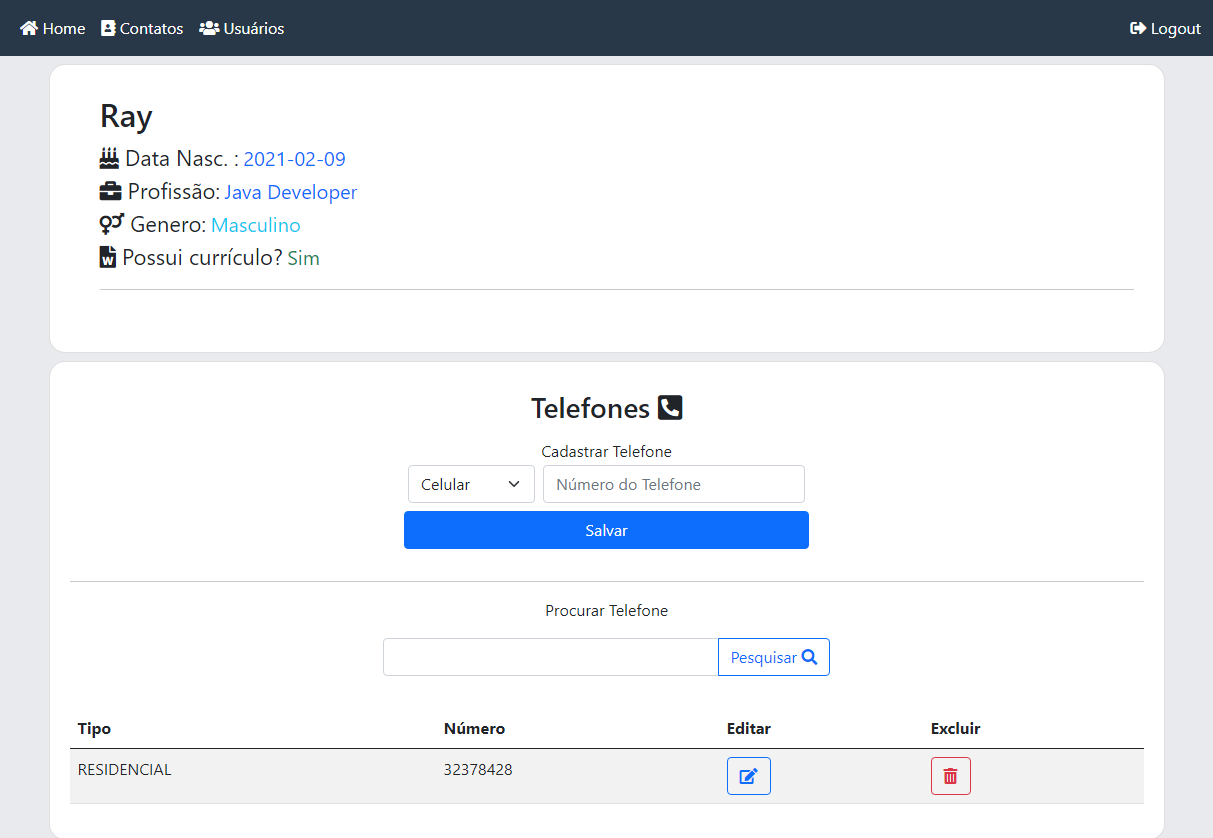 Home Contatos Usuários Logout
Ray
Data Nasc. : 2021-02-09
Profissão: Java Developer
Genero: Masculino
Possui currículo? Sim
Telefones
Cadastrar Telefone
Celular Número do Telefone
Salvar
Procurar Telefone
Pesquisar
Tipo Número Editar Excluir
RESIDENCIAL 32378428